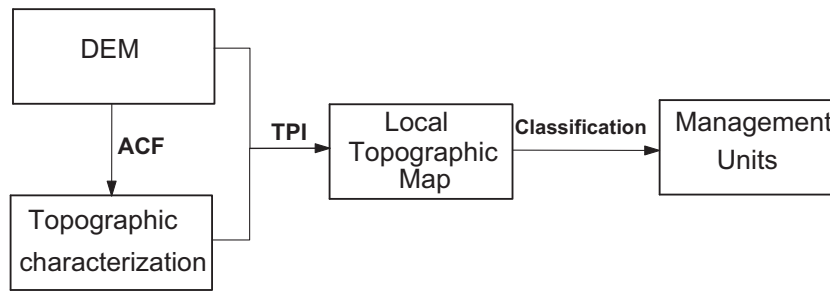 DEM
ACF
Topographic
characterization
TPI
Local
Topographic
Map
Classification
Management
Units